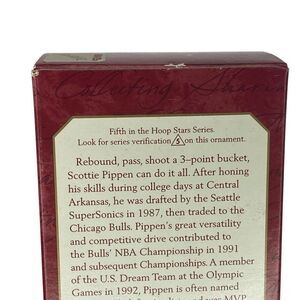 Collecting
Fifth in the Hoop Stars Series.
Look for series verification 5 on this ornament.
Rebound, pass, shoot a 3–point bucket,
Scottie Pippen can do it all. After honing
his skills during college days at Central
Arkansas, he was drafted by the Seattle
SuperSonics in 1987, then traded to the
Chicago Bulls. Pippen's great versatility
and competitive drive contributed to
the Bulls' NBA Championship in 1991
and subsequent Championships. A member
of the U.S. Dream Team at the Olympic
Games in 1992, Pippen is often named
MVP